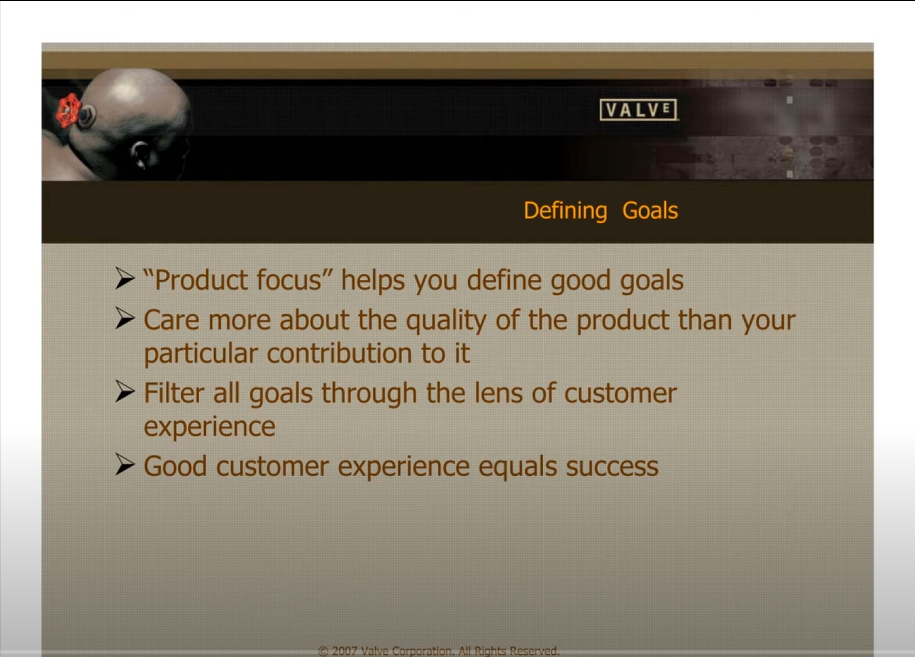 VALVE
Defining Goals
“Product focus” helps you define good goals
Care more about the quality of the product than your
particular contribution to it
Filter all goals through the lens of customer
experience
Good customer experience equals success
© 2007 Valve Corporation. All Rights Reserved.